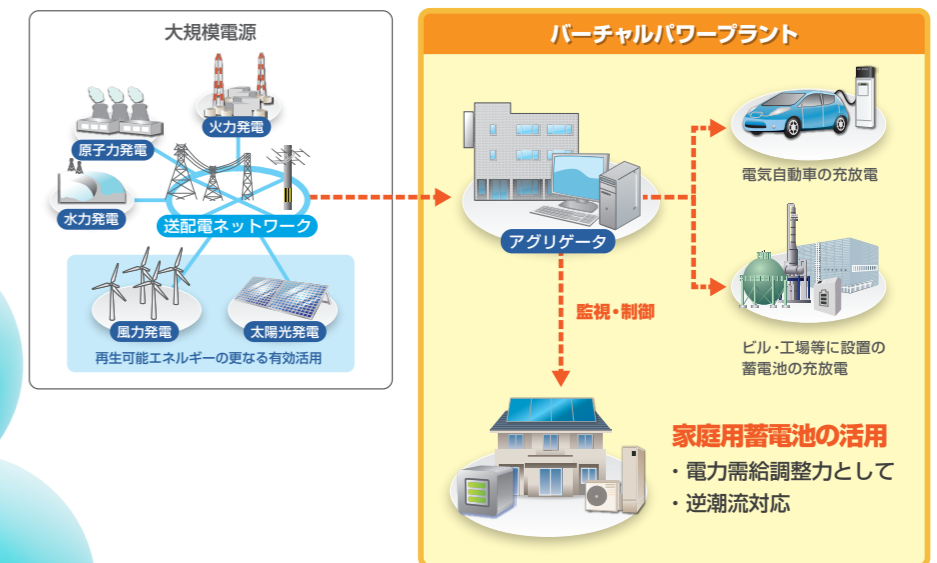 大規模電源
火力発電
原子力発電
水力発電
送配電ネットワーク
風力発電
太陽光発電
再生可能エネルギーの更なる有効活用
バーチャルパワープラント
アグリゲータ
電気自動車の充放電
監視・制御
ビル・工場等に設置の
蓄電池の充放電
家庭用蓄電池の活用
・電力需給調整力として
・逆潮流対応